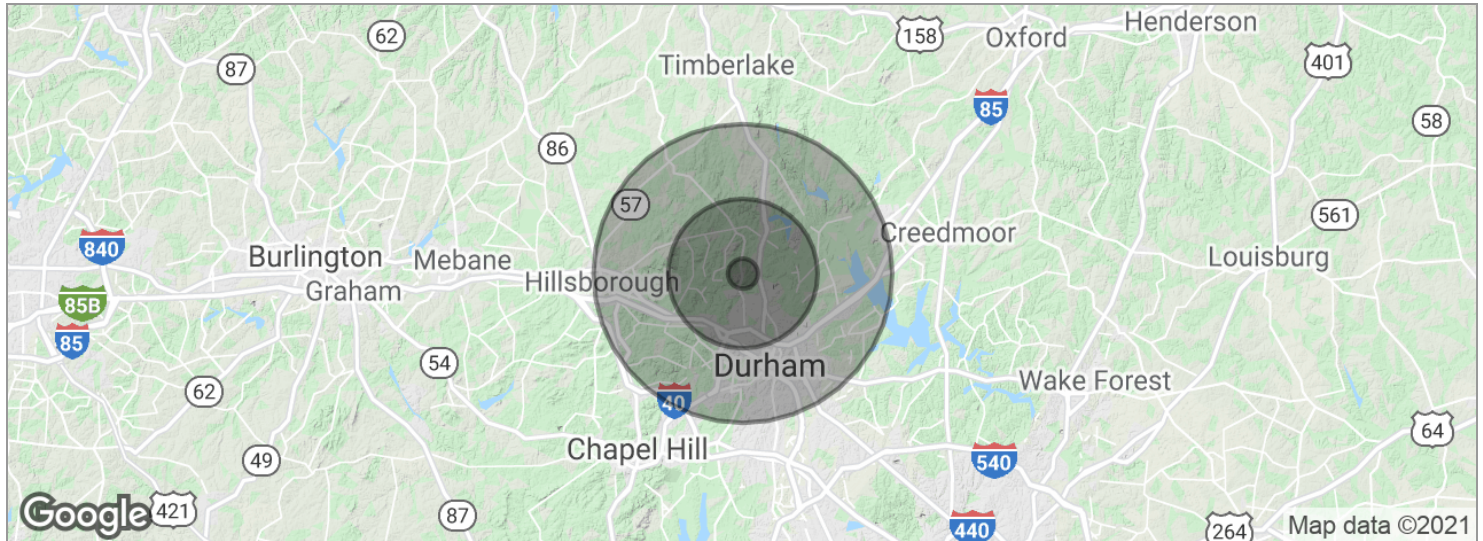 158
Henderson
Oxford
62
401
87
Timberlake
85
58
86
57
561
Creedmoor
840
Burlington
Mebane
Louisburg
Hillsborough
Graham
85B
85
54
Durham
Wake Forest
62
40
64
Chapel Hill
49
540
Google
421
87
440
264
Map data ©2021